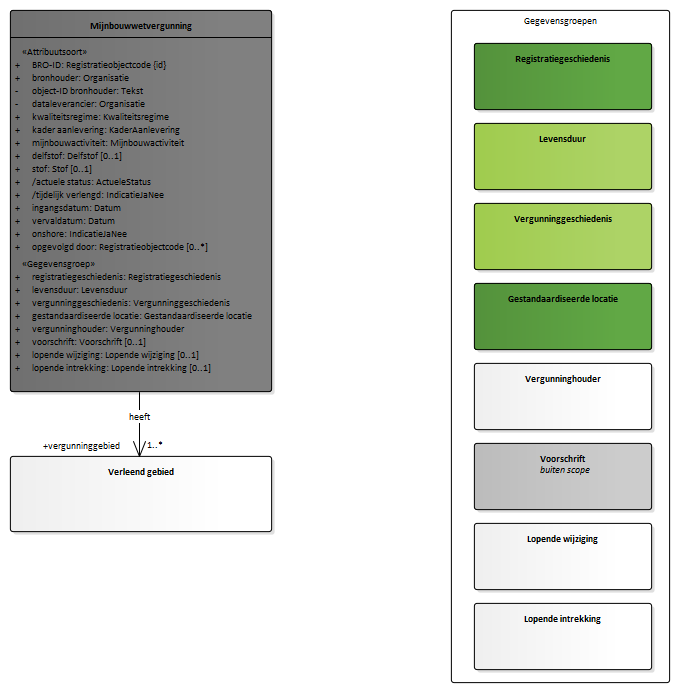 Mijnbouwwetvergunning
«Attribuutsoort»
+ BRO-ID: Registratieobjectcode {id}
+ bronhouder: Organisatie
- object-ID bronhouder: Tekst
- dataleverancier: Organisatie
+ kwaliteitsregime: Kwaliteitsregime
+ kader aanlevering: KaderAanlevering
+ mijnbouwactiviteit: Mijnbouwactiviteit
+ delfstof: Delfstof [0..1]
+ stof: Stof [0..1]
+ /actuele status: ActueleStatus
+ /tijdelijk verlengd: IndicatieJaNee
+ ingangsdatum: Datum
+ vervaldatum: Datum
+ onshore: IndicatieJaNee
+ opgevolgd door: Registratieobjectcode [0..*]
«Gegevensgroep»
+ registratiegeschiedenis: Registratiegeschiedenis
+ levensduur: Levensduur
+ vergunninggeschiedenis: Vergunninggeschiedenis
+ gestandaardiseerde locatie: Gestandaardiseerde locatie
+ vergunninghouder: Vergunninghouder
+ voorschrift: Voorschrift [0..1]
+ lopende wijziging: Lopende wijziging [0..1]
+ lopende intrekking: Lopende intrekking [0..1]
heeft
+vergunninggebied 1..*
Verleend gebied
Gegevensgroepen
Registratiegeschiedenis
Levensduur
Vergunninggeschiedenis
Gestandaardiseerde locatie
Vergunninghouder
Voorschrift
buiten scope
Lopende wijziging
Lopende intrekking